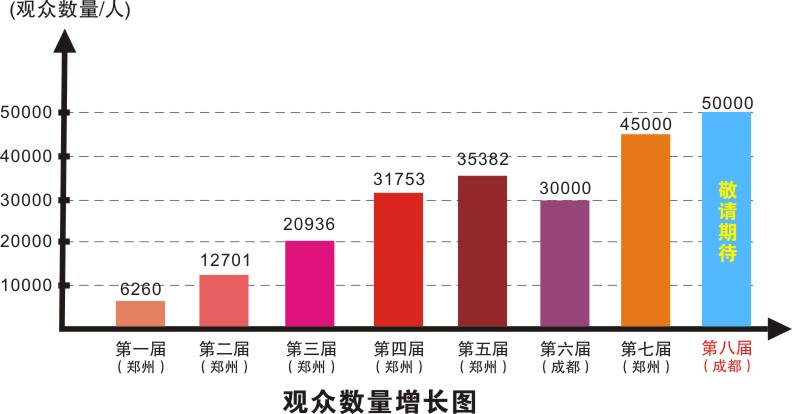 (观众数量/人)
50000
40000
30000
20000
10000
6260
12701
20936
31753
35382
30000
45000
50000
敬请期待
第一届
（郑州）
第二届
（郑州）
第三届
（郑州）
第四届
（郑州）
第五届
（郑州）
第六届
（成都）
第七届
（郑州）
第八届
（成都）
观众数量增长图